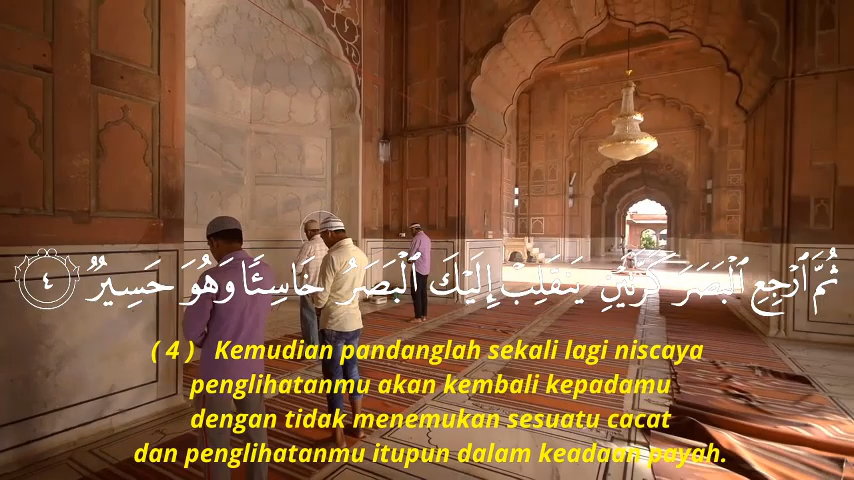 ثُمَّ ٱرْجِعِ ٱلْبَصَرَ كَرَّتَيْنِ يَنقَلِبْ إِلَيْكَ ٱلْبَصَرُ خَاسِئًا وَهُوَ حَسِيرٌ ٤
( 4 ) Kemudian pandanglah sekali lagi niscaya
penglihatanmu akan kembali kepadamu
dengan tidak menemukan sesuatu cacat
dan penglihatanmu itupun dalam keadaan payah.